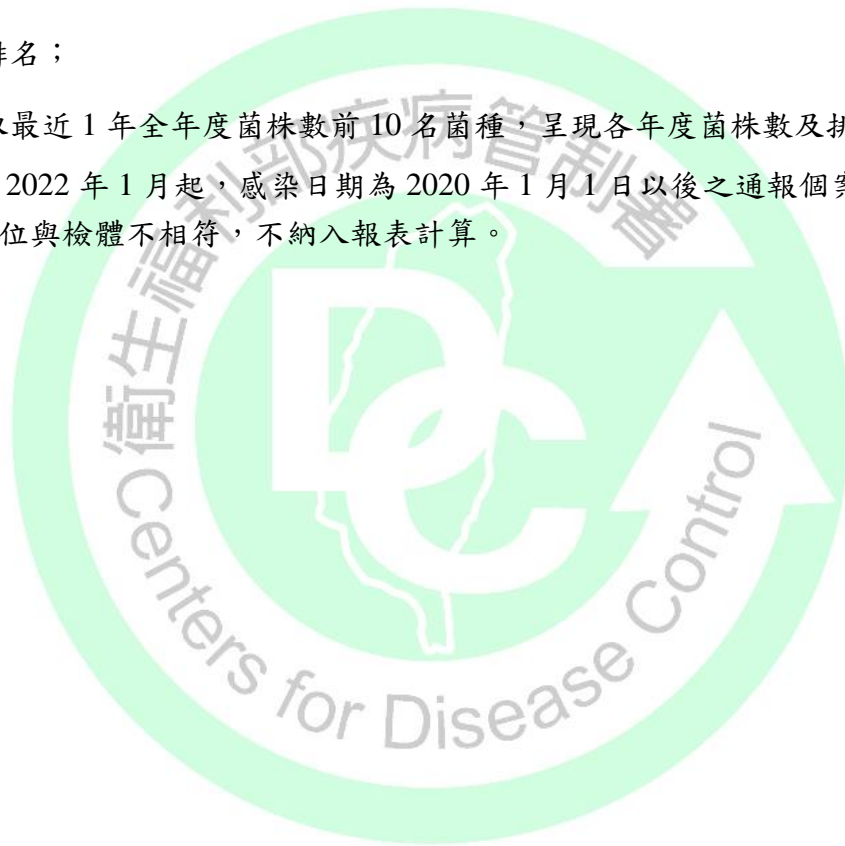 排名；
最近 1 年全年度菌株數前 10 名菌種，呈現各年度菌株數及排
2022 年 1 月起，感染日期為 2020 年 1 月 1 日以後之通報個案
位與檢體不相符，不納入報表計算。
衛生福利部疾病管制署
Centers for Disease Control
DC